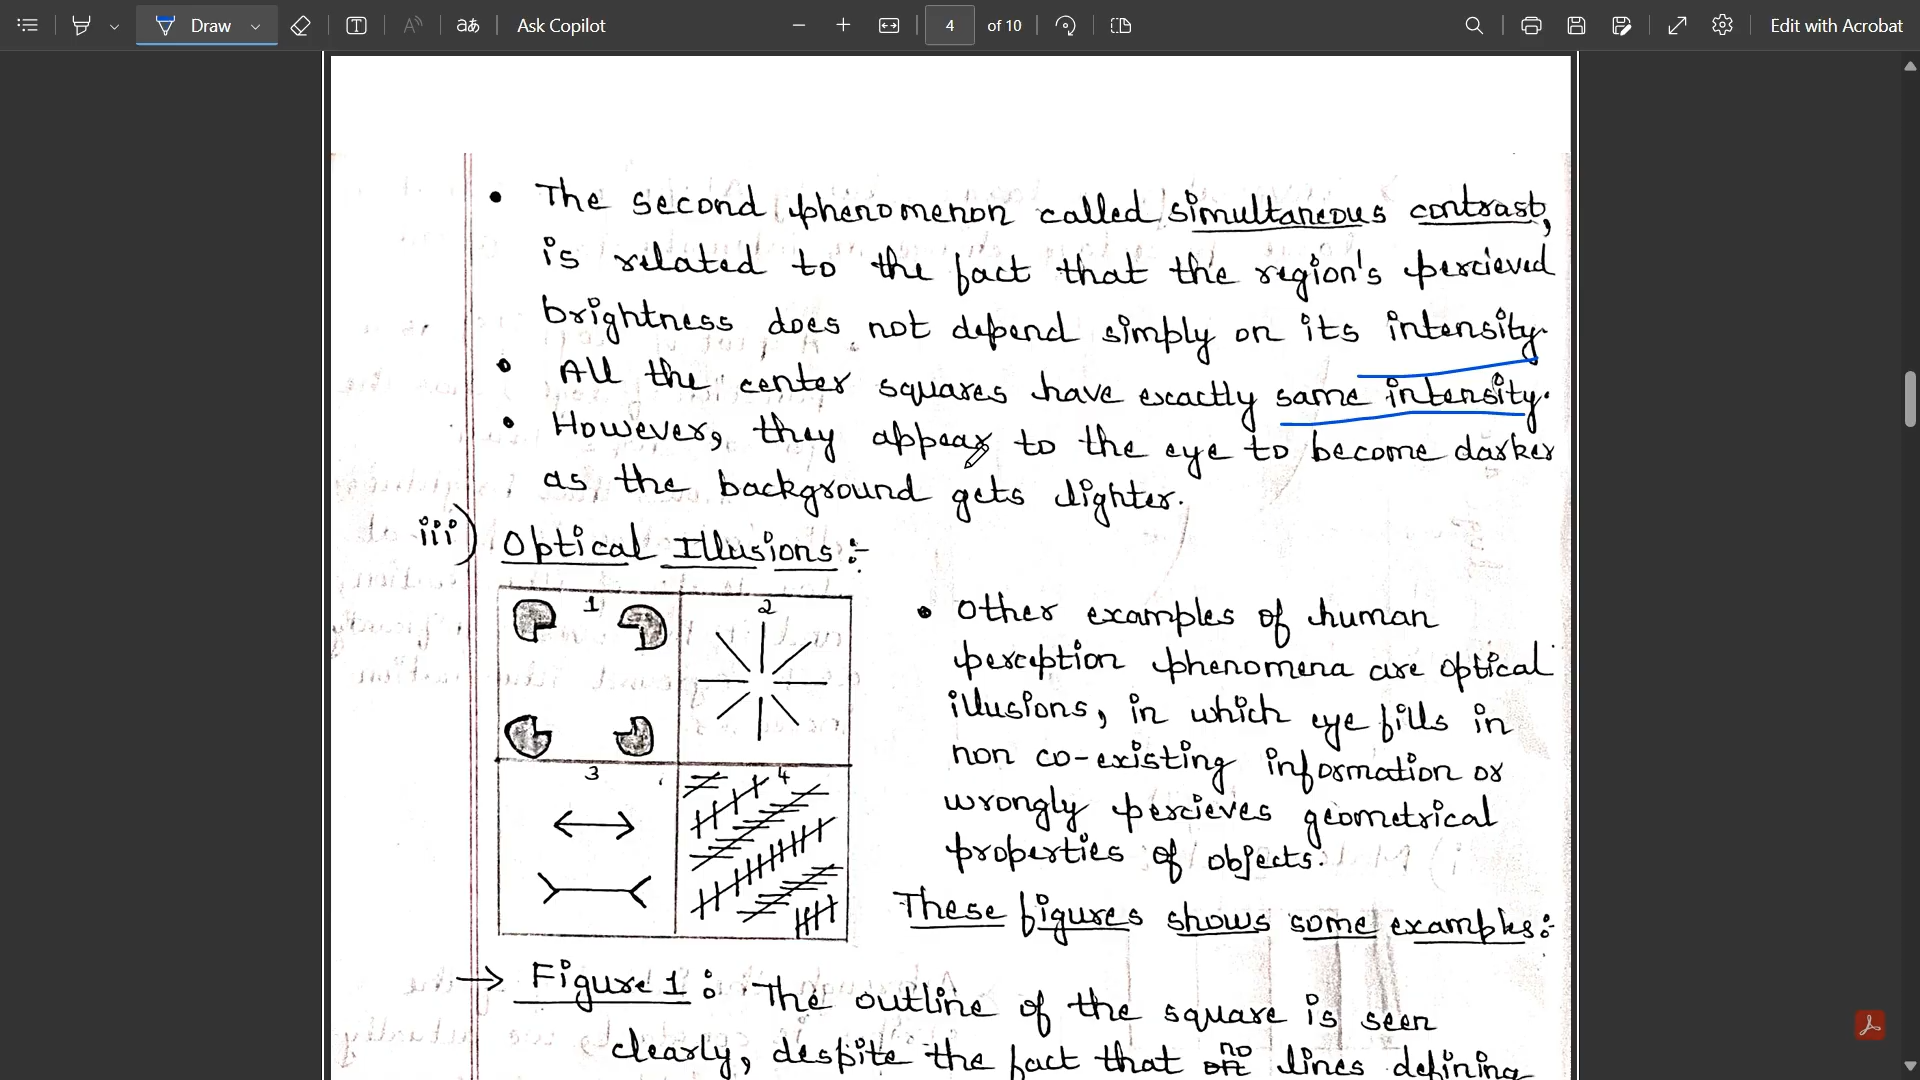 Draw
aあ
Ask Copilot
4 of 10
Edit with Acrobat
• The second phenomenon called simultaneous contrast,
is related to the fact that the region's percieved
brightness does not depend simply on its intensity.
• All the center squares have exactly same intensity.
• However, they appear to the eye to become darker
as the background gets lighter.
iii) Optical Illusions:-
1 2
3 4
• Other examples of human
perception phenomena are optical
illusions, in which eye fills in
non co-existing information or
wrongly percieves geometrical
properties of objects.
These figures shows some examples:-
→ Figure 1: The outline of the square is seen
clearly, despite the fact that no lines defining